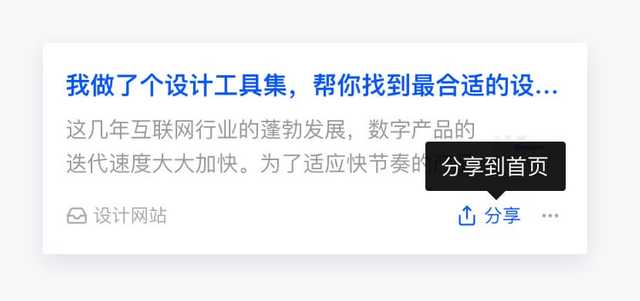 我做了个设计工具集，帮你找到最合适的设…
这几年互联网行业的蓬勃发展，数字产品的
迭代速度大大加快。为了适应快节奏的
分享到首页
设计网站
分享